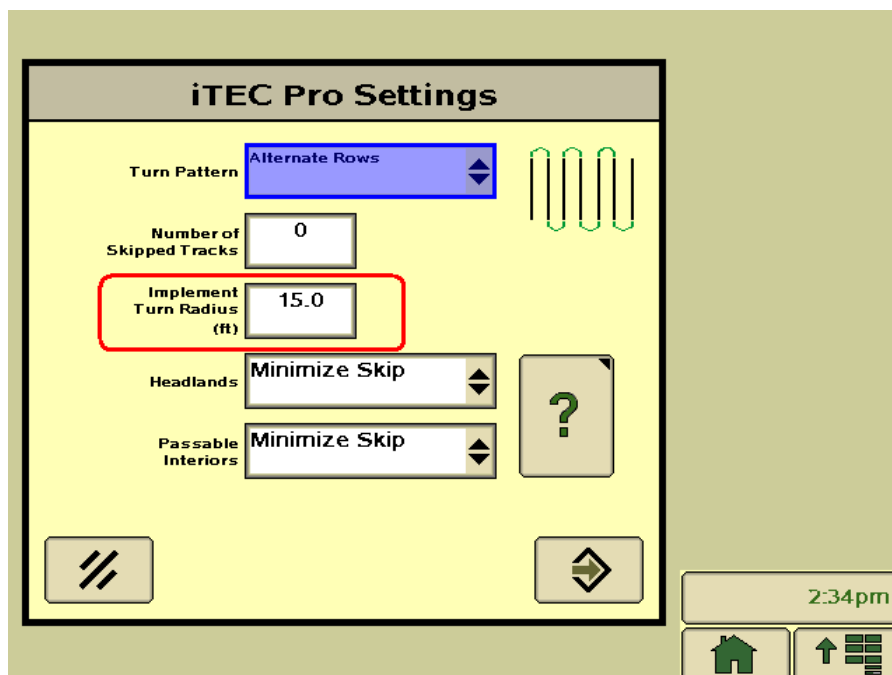 iTEC Pro Settings
Turn Pattern
Alternate Rows
Number of
Skipped Tracks
0
Implement
Turn Radius
(ft)
15.0
Headlands
Minimize Skip
?
Passable
Interiors
Minimize Skip
2:34pm